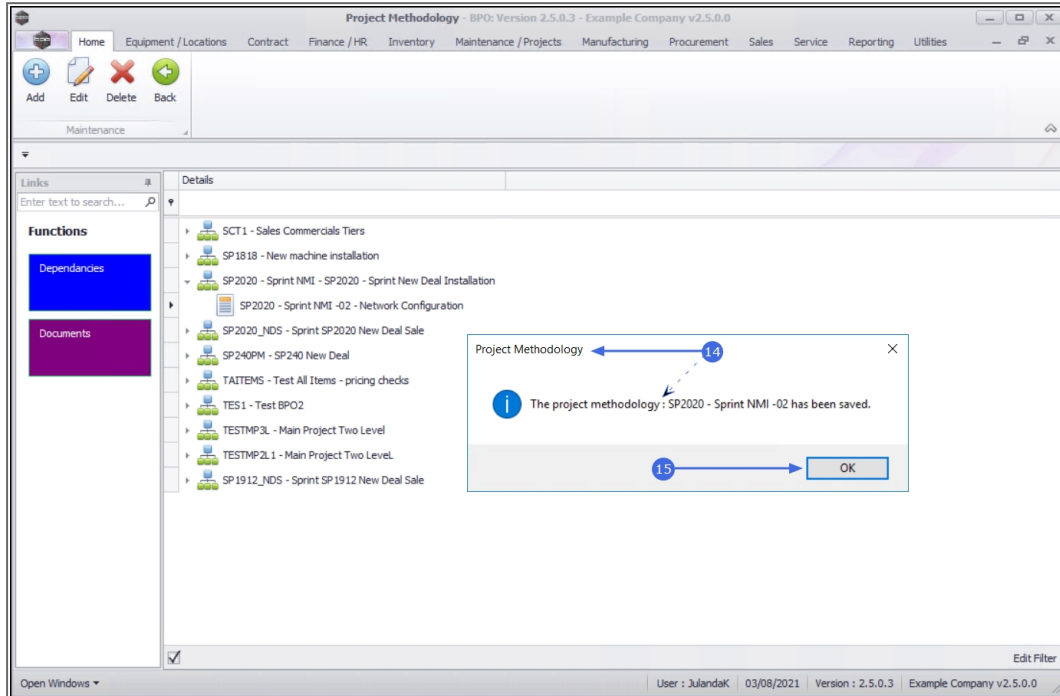 Project Methodology - BPO: Version 2.5.0.3 - Example Company v2.5.0.0
Home Equipment / Locations Contract Finance / HR Inventory Maintenance / Projects Manufacturing Procurement Sales Service Reporting Utilities
Add Edit Delete Back
Maintenance
Links
Enter text to search...
Functions
Dependancies
Documents
Details
SCT1 - Sales Commercials Tiers
SP1818 - New machine installation
SP2020 - Sprint NMI - SP2020 - Sprint New Deal Installation
SP2020 - Sprint NMI -02 - Network Configuration
SP2020_NDS - Sprint SP2020 New Deal Sale
SP240PM - SP240 New Deal
TAITEMS - Test All Items - pricing checks
TES1 - Test BPO2
TESTMP3L - Main Project Two Level
TESTMP2L1 - Main Project Two LeveL
SP1912_NDS - Sprint SP1912 New Deal Sale
Project Methodology
14
The project methodology : SP2020 - Sprint NMI -02 has been saved.
15
OK
Edit Filter
Open Windows
User : JulandaK 03/08/2021 Version : 2.5.0.3 Example Company v2.5.0.0